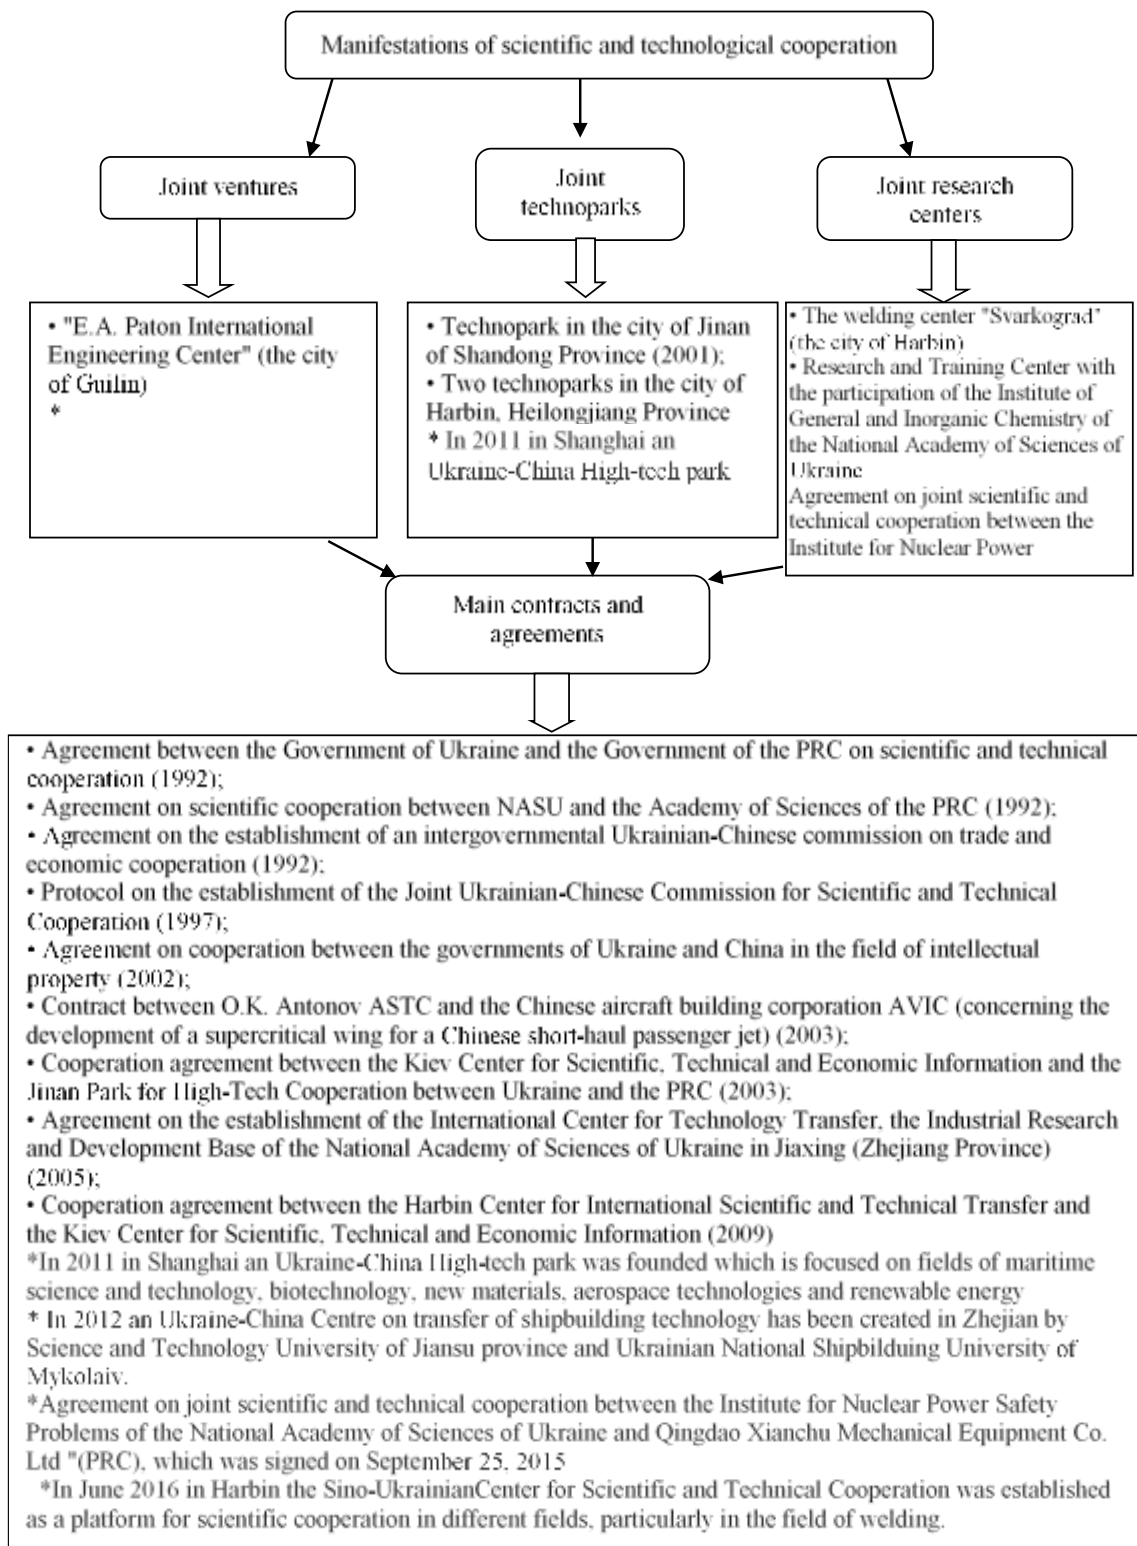 Manifestations of scientific and technological cooperation
Joint ventures
Joint
technoparks
Joint research
centers
• "E.A. Paton International
Engineering Center" (the city
of Guilin)
*
• Technopark in the city of Jinan
of Shandong Province (2001);
• Two technoparks in the city of
Harbin, Heilongjiang Province
* In 2011 in Shanghai an
Ukraine-China High-tech park
• The welding center "Svarkograd"
(the city of Harbin)
• Research and Training Center with
the participation of the Institute of
General and Inorganic Chemistry of
the National Academy of Sciences of
Ukraine
Agreement on joint scientific and
technical cooperation between the
Institute for Nuclear Power
Main contracts and
agreements
• Agreement between the Government of Ukraine and the Government of the PRC on scientific and technical
cooperation (1992);
• Agreement on scientific cooperation between NASU and the Academy of Sciences of the PRC (1992);
• Agreement on the establishment of an intergovernmental Ukrainian-Chinese commission on trade and
economic cooperation (1992);
• Protocol on the establishment of the Joint Ukrainian-Chinese Commission for Scientific and Technical
Cooperation (1997);
• Agreement on cooperation between the governments of Ukraine and China in the field of intellectual
property (2002);
• Contract between O.K. Antonov ASTC and the Chinese aircraft building corporation AVIC (concerning the
development of a supercritical wing for a Chinese short-haul passenger jet) (2003);
• Cooperation agreement between the Kiev Center for Scientific, Technical and Economic Information and the
Jinan Park for High-Tech Cooperation between Ukraine and the PRC (2003);
• Agreement on the establishment of the International Center for Technology Transfer, the Industrial Research
and Development Base of the National Academy of Sciences of Ukraine in Jiaxing (Zhejiang Province)
(2005);
• Cooperation agreement between the Harbin Center for International Scientific and Technical Transfer and
the Kiev Center for Scientific, Technical and Economic Information (2009)
*In 2011 in Shanghai an Ukraine-China High-tech park was founded which is focused on fields of maritime
science and technology, biotechnology, new materials, aerospace technologies and renewable energy
* In 2012 an Ukraine-China Centre on transfer of shipbuilding technology has been created in Zhejian by
Science and Technology University of Jiansu province and Ukrainian National Shipbilduing University of
Mykolaiv.
*Agreement on joint scientific and technical cooperation between the Institute for Nuclear Power Safety
Problems of the National Academy of Sciences of Ukraine and Qingdao Xianchu Mechanical Equipment Co.
Ltd "(PRC), which was signed on September 25, 2015
*In June 2016 in Harbin the Sino-UkrainianCenter for Scientific and Technical Cooperation was established
as a platform for scientific cooperation in different fields, particularly in the field of welding.